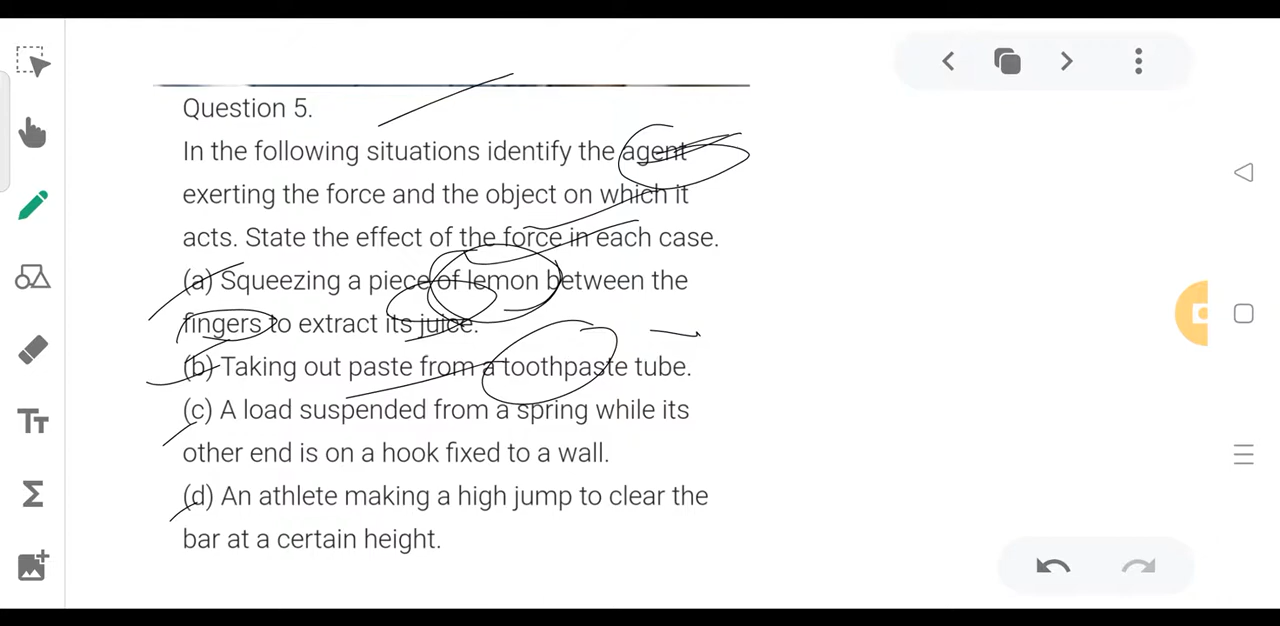 Question 5.
In the following situations identify the agent
exerting the force and the object on which it
acts. State the effect of the force in each case.
(a) Squeezing a piece of lemon between the
fingers to extract its juice.
(b) Taking out paste from a toothpaste tube.
(c) A load suspended from a spring while its
other end is on a hook fixed to a wall.
(d) An athlete making a high jump to clear the
bar at a certain height.
TT
Σ